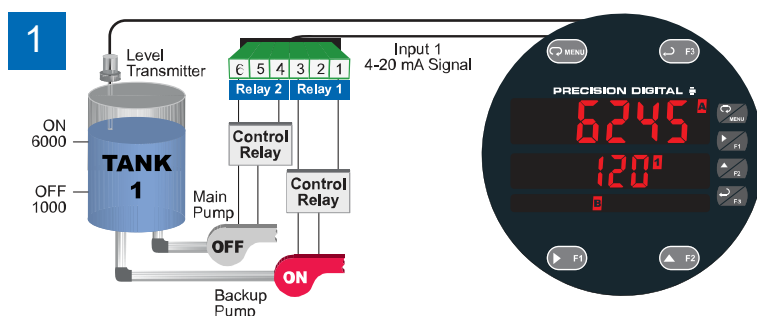 1
Level
Transmitter
ON
6000
OFF
1000
TANK
1
Main
Pump
OFF
Backup
Pump
ON
6 5 4 3 2 1
Relay 2 Relay 1
Control
Relay
Control
Relay
Input 1
4-20 mA Signal
MENU F3
PRECISION DIGITAL
6245 A
120
B
MENU
F1
F2
F3
F1 F2